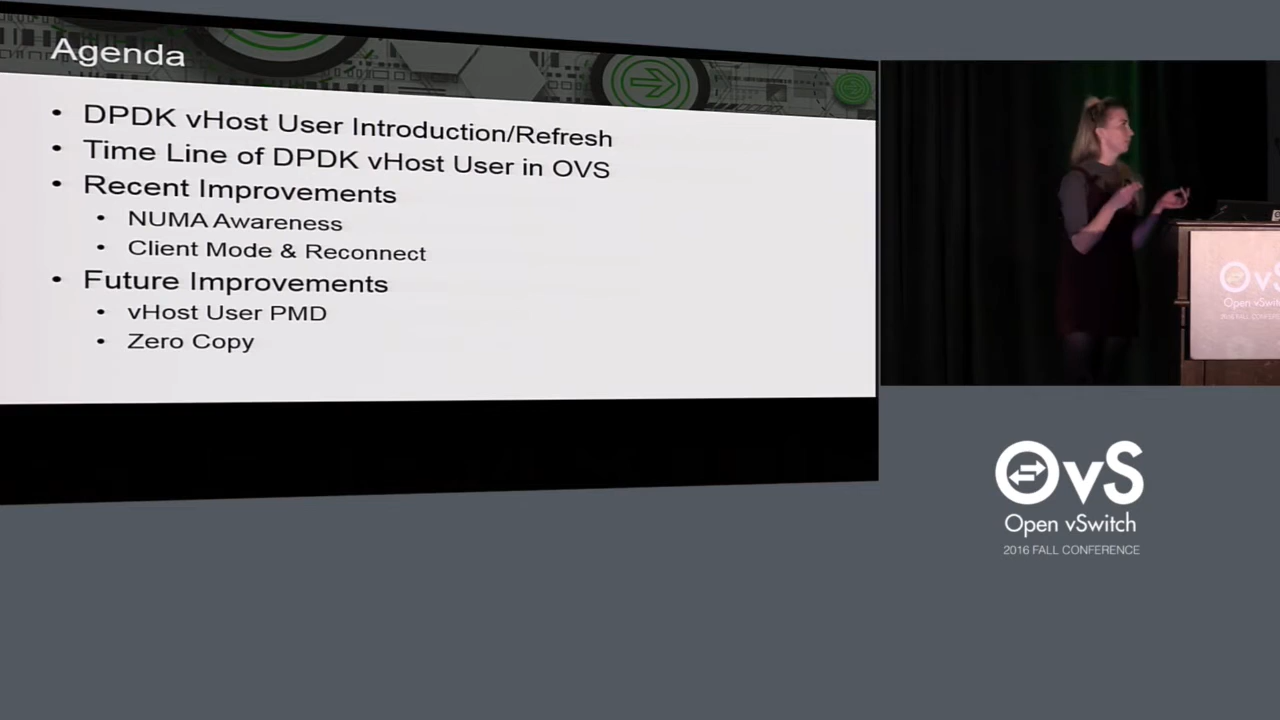 Agenda
• DPDK vHost User Introduction/Refresh
• Time Line of DPDK vHost User in OVS
• Recent Improvements
• NUMA Awareness
• Client Mode & Reconnect
• Future Improvements
• vHost User PMD
• Zero Copy
OvS
Open vSwitch
2016 FALL CONFERENCE